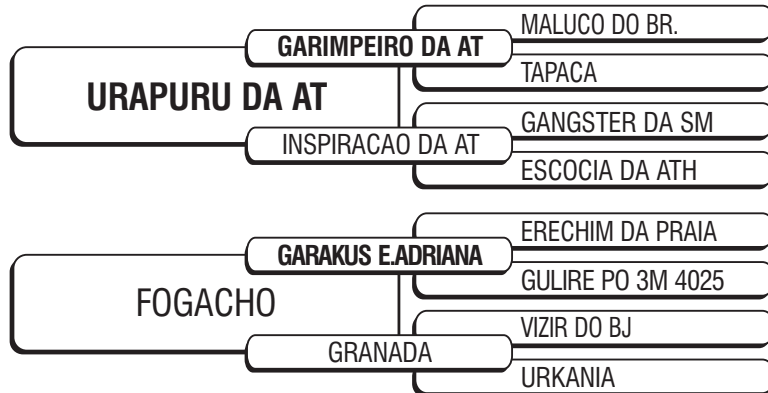 MALUCO DO BR.
GARIMPEIRO DA AT
TAPACA
URAPURU DA AT
GANGSTER DA SM
INSPIRACAO DA AT
ESCOCIA DA ATH
ERECHIM DA PRAIA
GARAKUS E.ADRIANA
GULIRE PO 3M 4025
FOGACHO
VIZIR DO BJ
GRANADA
URKANIA